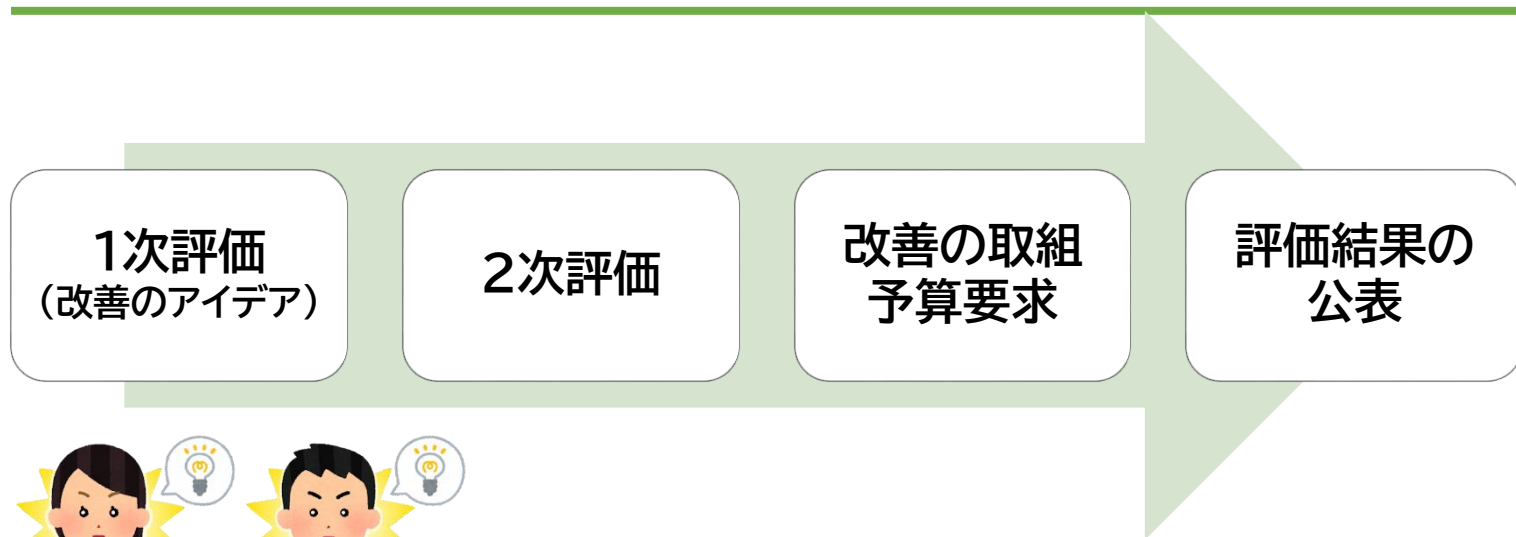 1次評価
（改善のアイデア）
2次評価
改善の取組
予算要求
評価結果の
公表